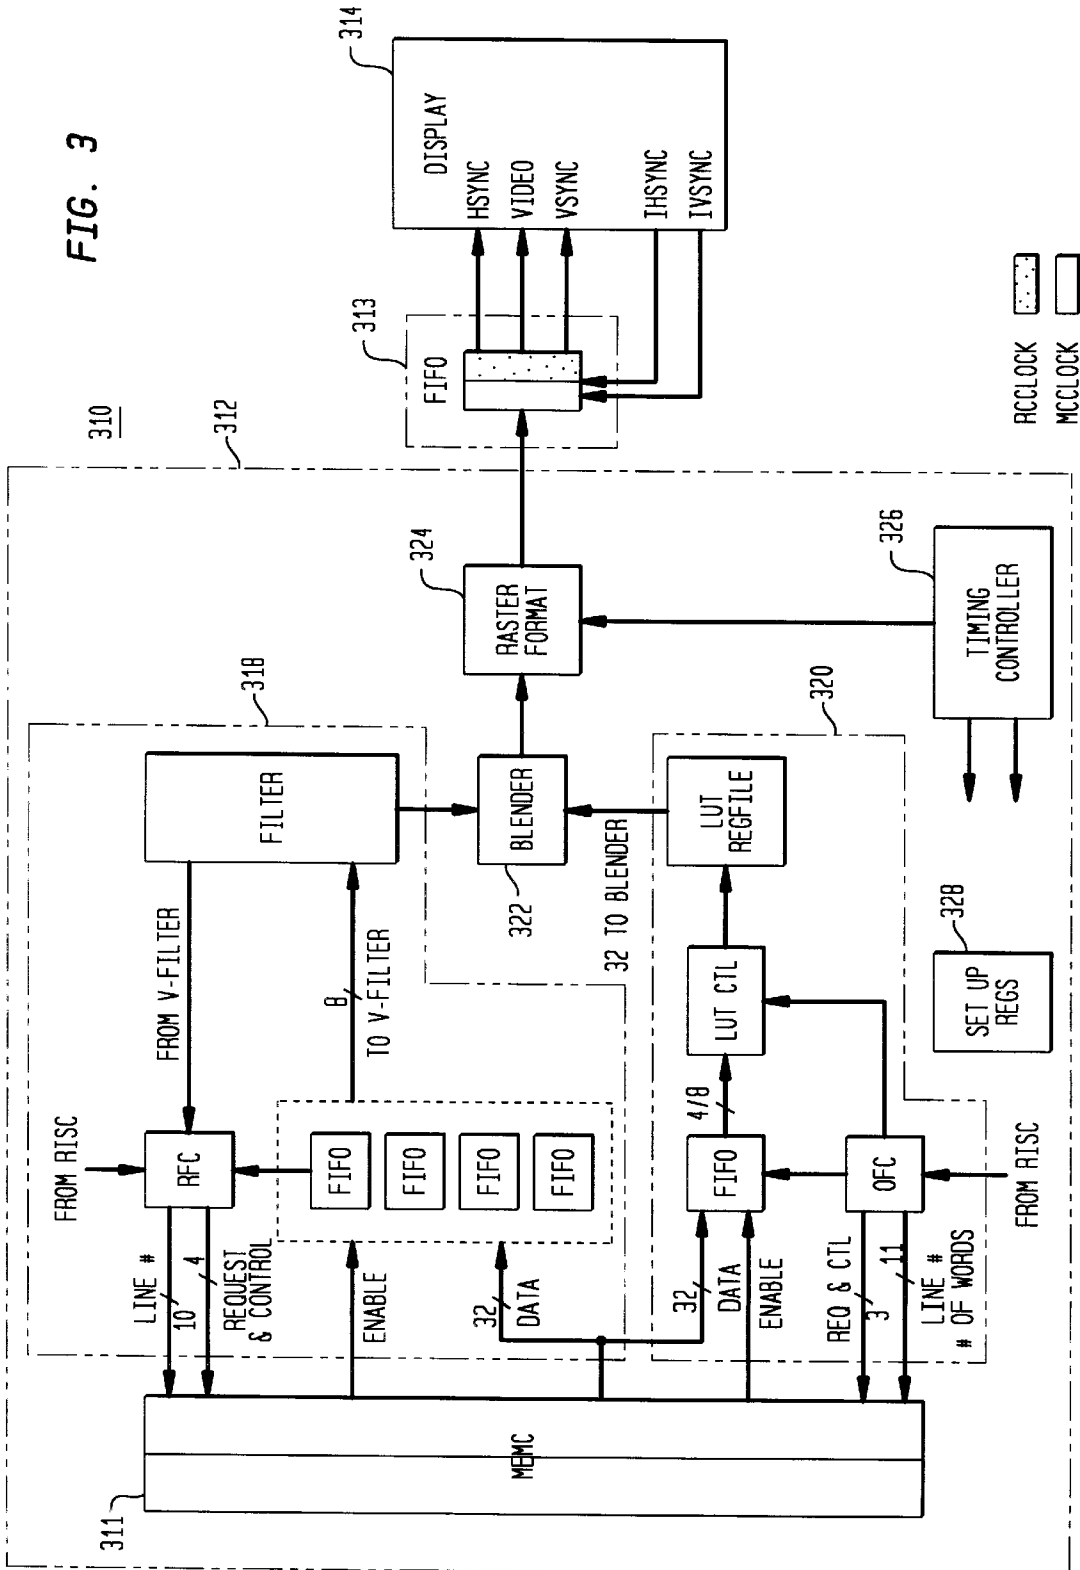 FIG. 3
310
312
311
MEMC
LINE #
10
4
REQUEST
& CONTROL
ENABLE
32
DATA
FROM RISC
RFC
FROM V-FILTER
FIFO
FIFO
FIFO
FIFO
8
TO V-FILTER
FILTER
318
BLENDER
322
32 TO BLENDER
RASTER
FORMAT
324
FIFO
313
DISPLAY
HSYNC
VIDEO
VSYNC
IHSYNC
IVSYNC
314
32
DATA
ENABLE
REQ & CTL
3
11
LINE #
# OF WORDS
FIFO
4/8
OFC
FROM RISC
LUT CTL
LUT
REGFILE
320
SET UP
REGS
328
TIMING
CONTROLLER
326
RCCLOCK
MCCLOCK